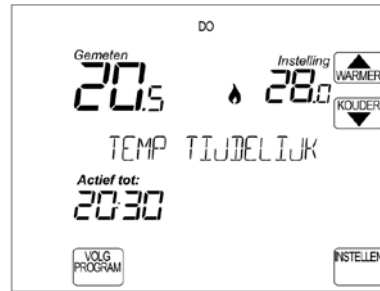 DO
Gemeten
Instelling
20.5
28.0
WARMER
KOUDER
TEMP TIJDELIJK
Actief tot:
20:30
VOLG
PROGRAM
INSTELLEN